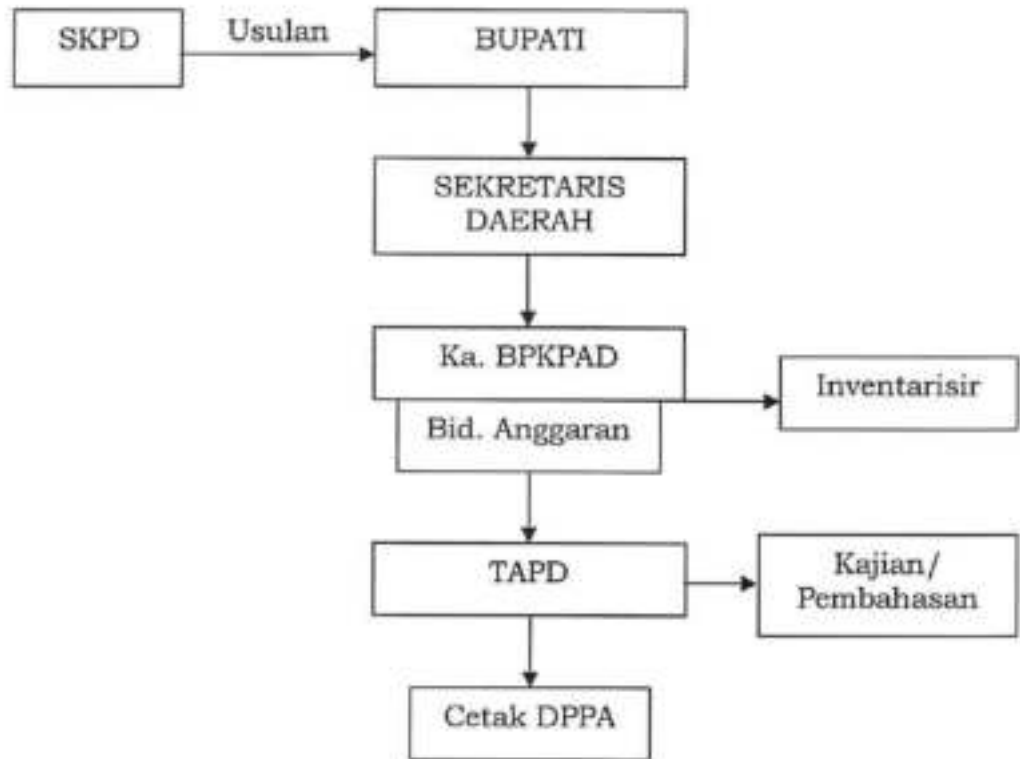 SKPD
Usulan
BUPATI
SEKRETARIS
DAERAH
Ka. BPKPAD
Inventarisir
Bid. Anggaran
TAPD
Kajian/
Pembahasan
Cetak DPPA